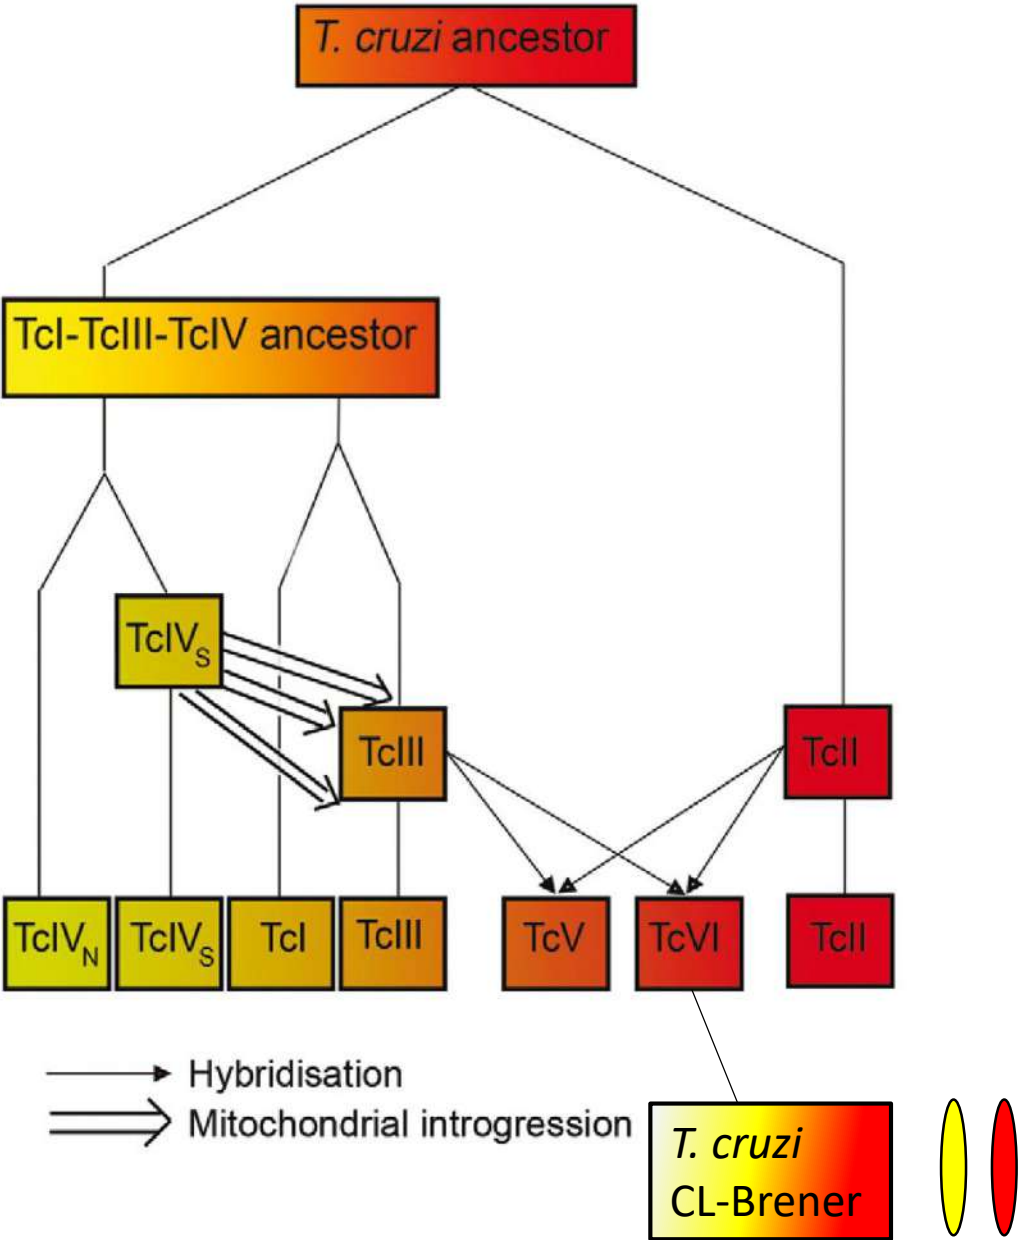 T. cruzi ancestor
TcI-TcIII-TcIV ancestor
TcIVS
TcIII
TcII
TcIVN
TcIVS
TcI
TcIII
TcV
TcVI
TcII
Hybridisation
Mitochondrial introgression
T. cruzi
CL-Brener